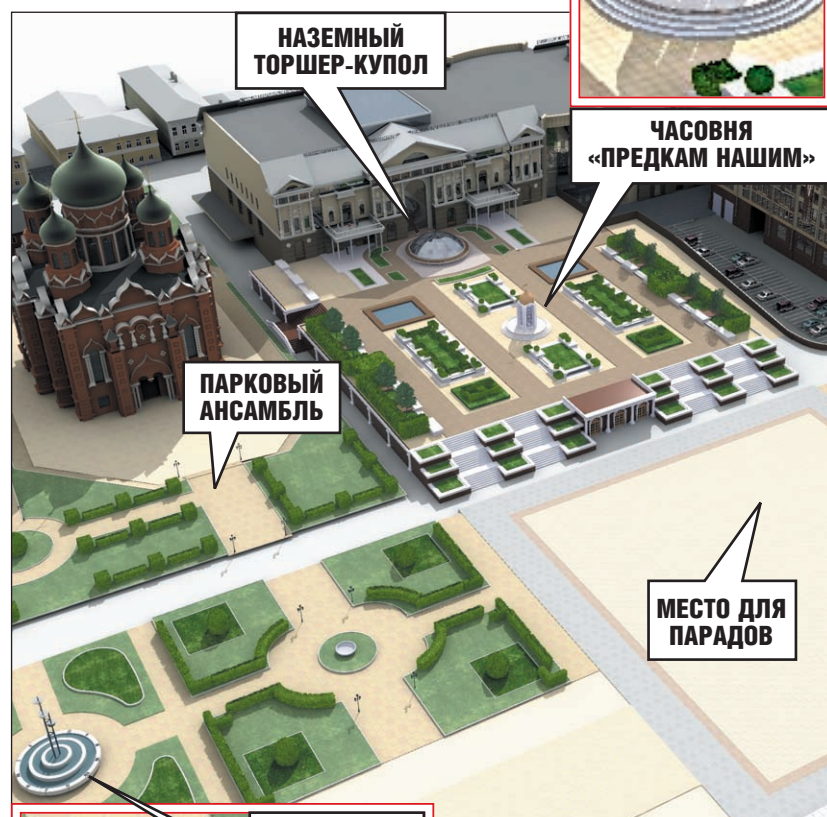 НАЗЕМНЫЙ
ТОРШЕР-КУПОЛ
ЧАСОВНЯ
«ПРЕДКАМ НАШИМ»
ПАРКОВЫЙ
АНСАМБЛЬ
МЕСТО ДЛЯ
ПАРАДОВ